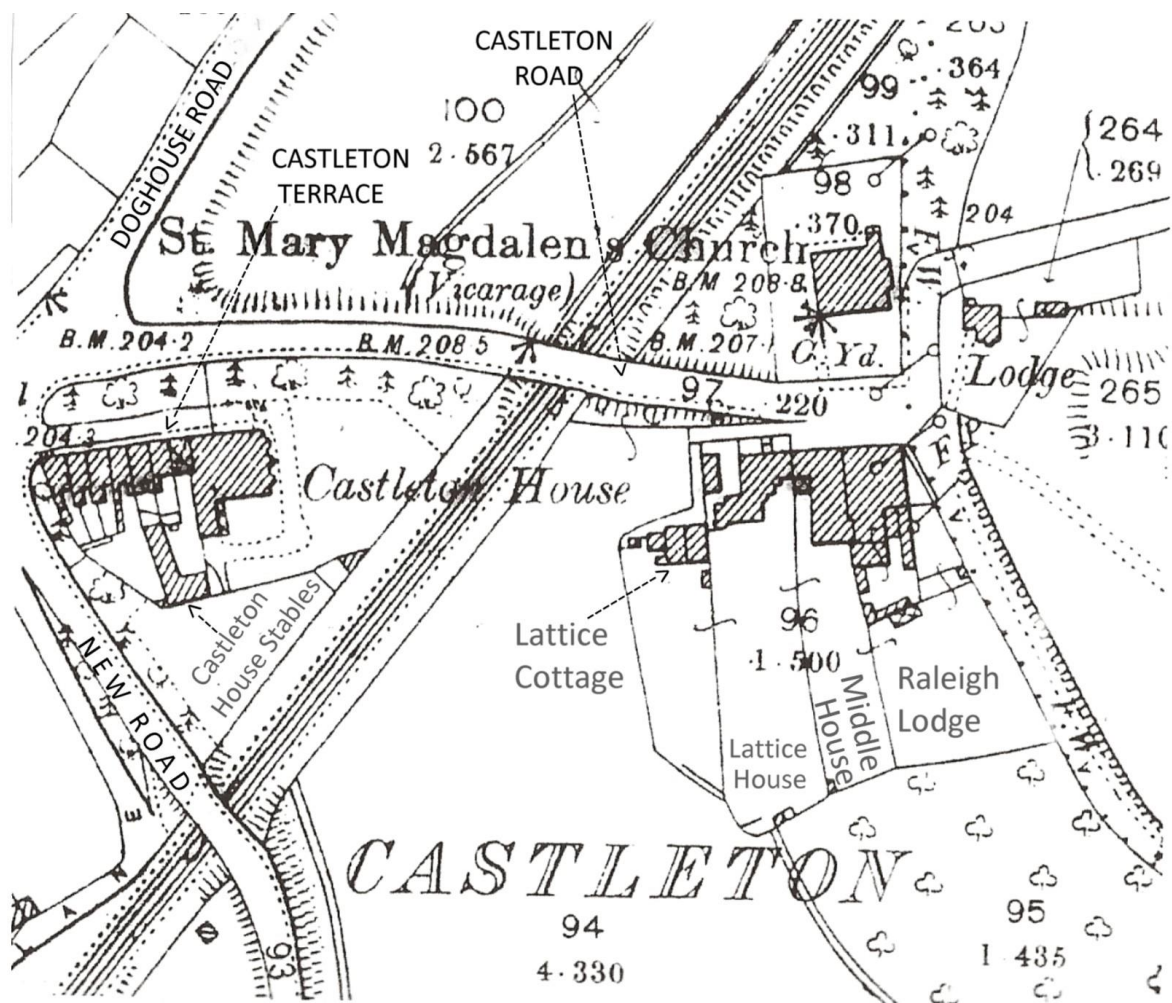 CASTLETON
ROAD
DOGHOUSE ROAD
100
2.567
99
.311
364
98
.370
204
{264
.269
CASTLETON
TERRACE
St. Mary Magdalen's Church
(Vicarage)
B.M. 204.2
B.M. 208.5
B.M. 208.8
B.M. 207.
G. Yd.
Lodge
265
3.110
97
.220
204.3
Castleton House
Castleton
House Stables
NEW ROAD
Lattice
Cottage
96
1.500
Lattice
House
Middle
House
Raleigh
Lodge
CASTLETON
94
4.330
95
1.435
93